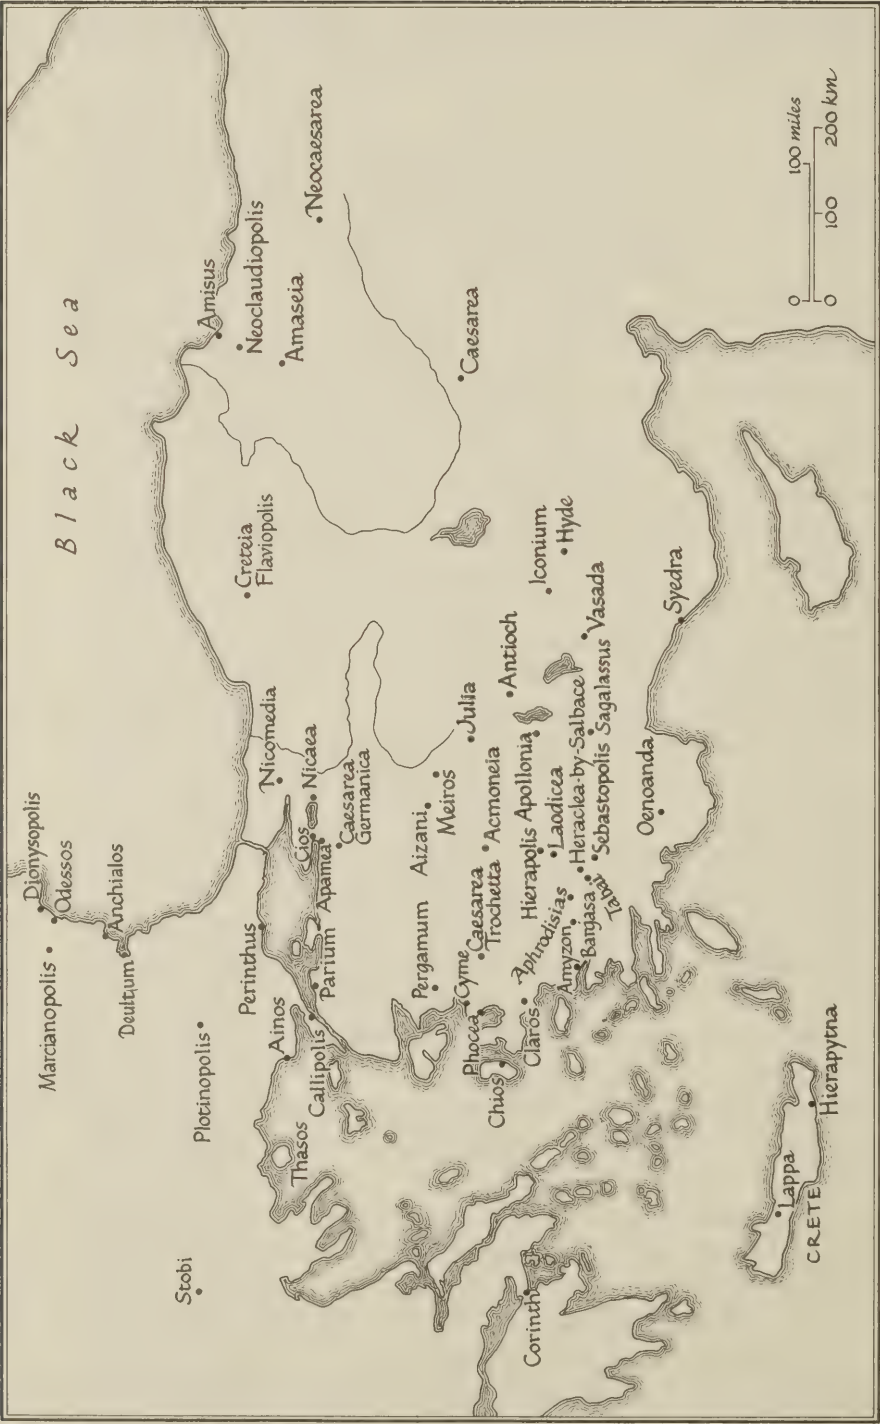 Black Sea
Dionysopolis
Odessos
Marcianopolis
Anchialos
Deultum
Stobi
Plotinopolis
Perinthus
Nicomedia
Creteia
Flaviopolis
Amisus
Neoclaudiopolis
Amaseia
Neocaesarea
Thasos
Ainos
Callipolis
Parium
Apamea
Cios
Nicaea
Caesarea
Germanica
Pergamum
Aizani
Meiros
Julia
Caesarea
Phocea
Cyme
Caesarea
Trochetta
Acmoneia
Antioch
Chios
Corinth
Claros
Aphrodisias
Hierapolis
Apollonia
Iconium
Laodicea
Hyde
Amyzon
Heraclea-by-Salbace
Banjasa
Tabai
Sebastopolis
Sagalassus
Vasada
Oenoanda
Syedra
Lappa
CRETE
Hierapytna
0 100 miles
0 100 200 km